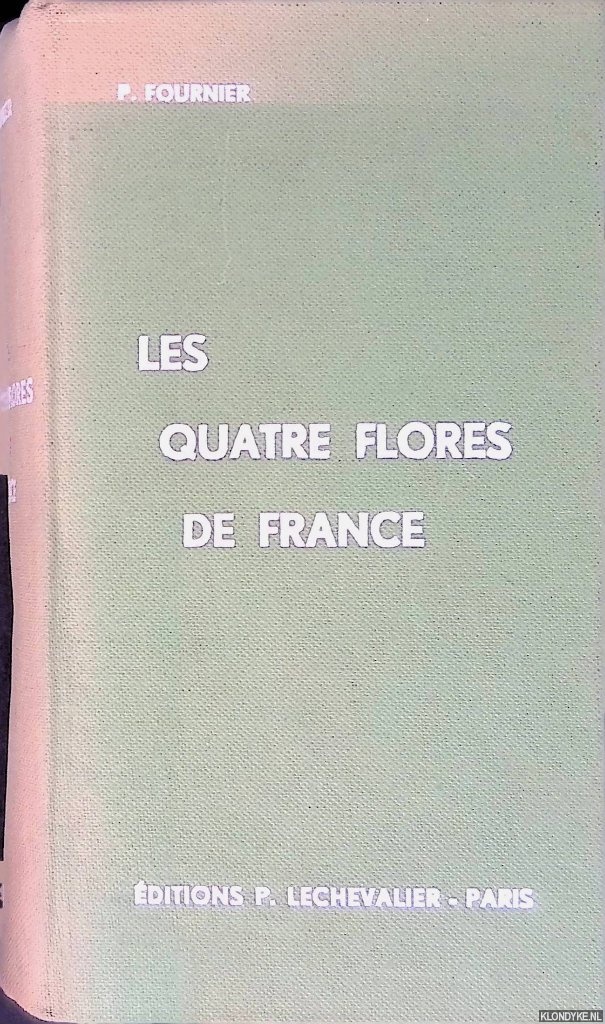 P. FOURNIER
LES
QUATRE FLORES
DE FRANCE
ÉDITIONS P. LECHEVALIER - PARIS
KLONDYKE.NL